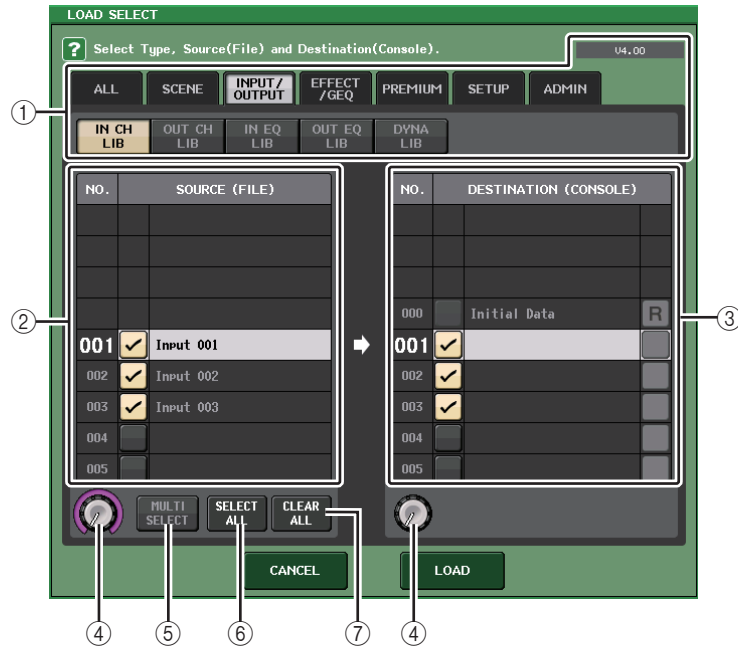 LOAD SELECT
? Select Type, Source(File) and Destination(Console).
V4.00
ALL SCENE INPUT/ OUTPUT EFFECT /GEQ PREMIUM SETUP ADMIN
①
IN CH LIB OUT CH LIB IN EQ LIB OUT EQ LIB DYNA LIB
NO. SOURCE (FILE) NO. DESTINATION (CONSOLE)
000 Initial Data R
② ③
001 Input 001 001
002 Input 002 002
003 Input 003 003
004 004
005 005
MULTI SELECT SELECT ALL CLEAR ALL
CANCEL LOAD
④ ⑤ ⑥ ⑦ ④